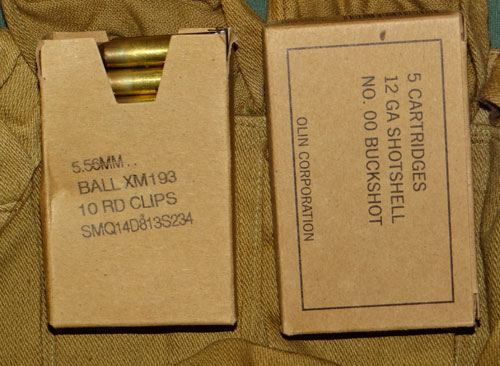 5.56MM..
BALL XM193
10 RD CLIPS
SMQ14D813S234
5 CARTRIDGES
12 GA SHOTSHELL
NO. 00 BUCKSHOT
OLIN CORPORATION